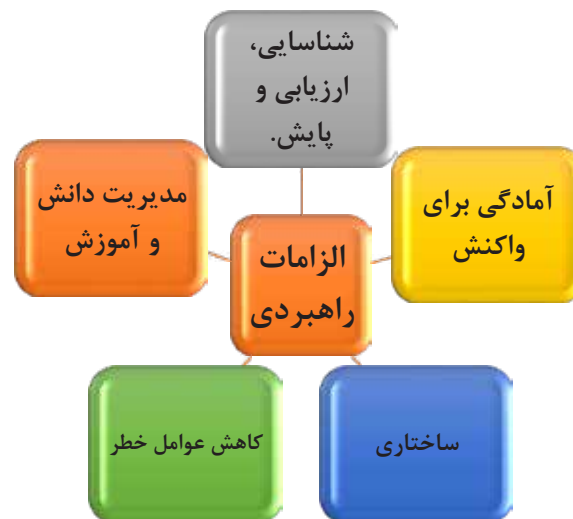 شناسایی،
ارزیابی و
پایش.
آمادگی برای
واکنش
مدیریت دانش
و آموزش
الزامات
راهبردی
ساختاری
کاهش عوامل خطر